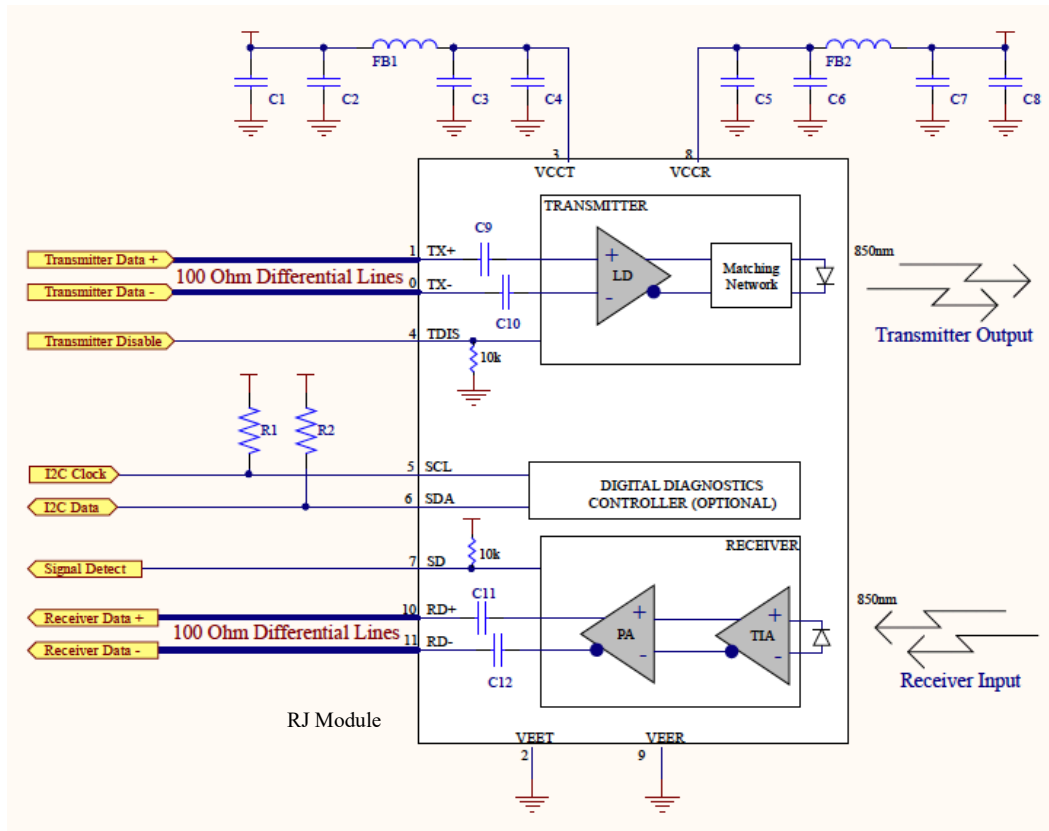 FB1
C1
C2
C3
C4
FB2
C5
C6
C7
C8
3
VCCT
8
VCCR
TRANSMITTER
Transmitter Data +
1
TX+
C9
+
LD
-
Matching
Network
850nm
100 Ohm Differential Lines
Transmitter Data -
0
TX-
C10
Transmitter Output
Transmitter Disable
4
TDIS
10k
R1
R2
I2C Clock
5
SCL
DIGITAL DIAGNOSTICS
CONTROLLER (OPTIONAL)
I2C Data
6
SDA
RECEIVER
Signal Detect
7
SD
10k
Receiver Data +
10
RD+
C11
+
PA
-
+
TIA
-
850nm
100 Ohm Differential Lines
Receiver Data -
11
RD-
C12
Receiver Input
RJ Module
VEET
2
VEER
9